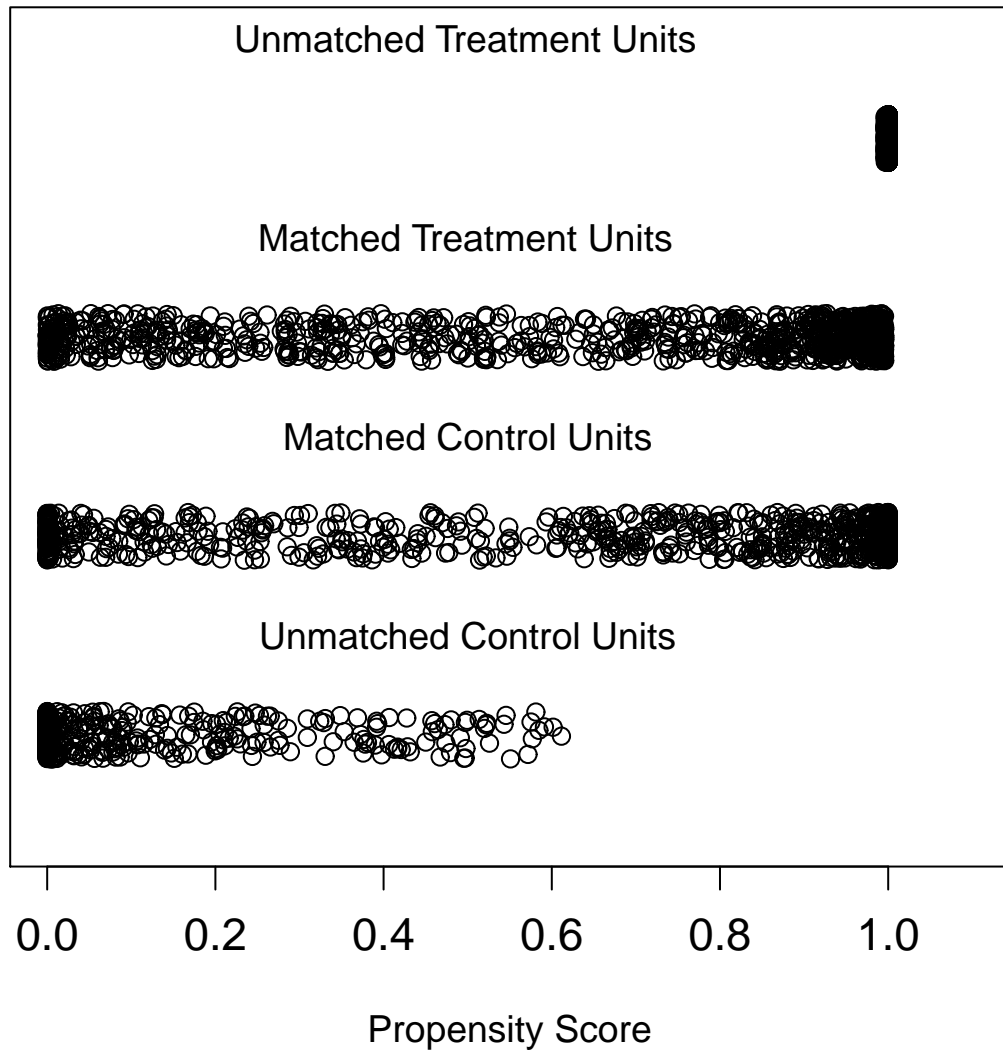 Unmatched Treatment Units
Matched Treatment Units
Matched Control Units
Unmatched Control Units
0.0 0.2 0.4 0.6 0.8 1.0
Propensity Score